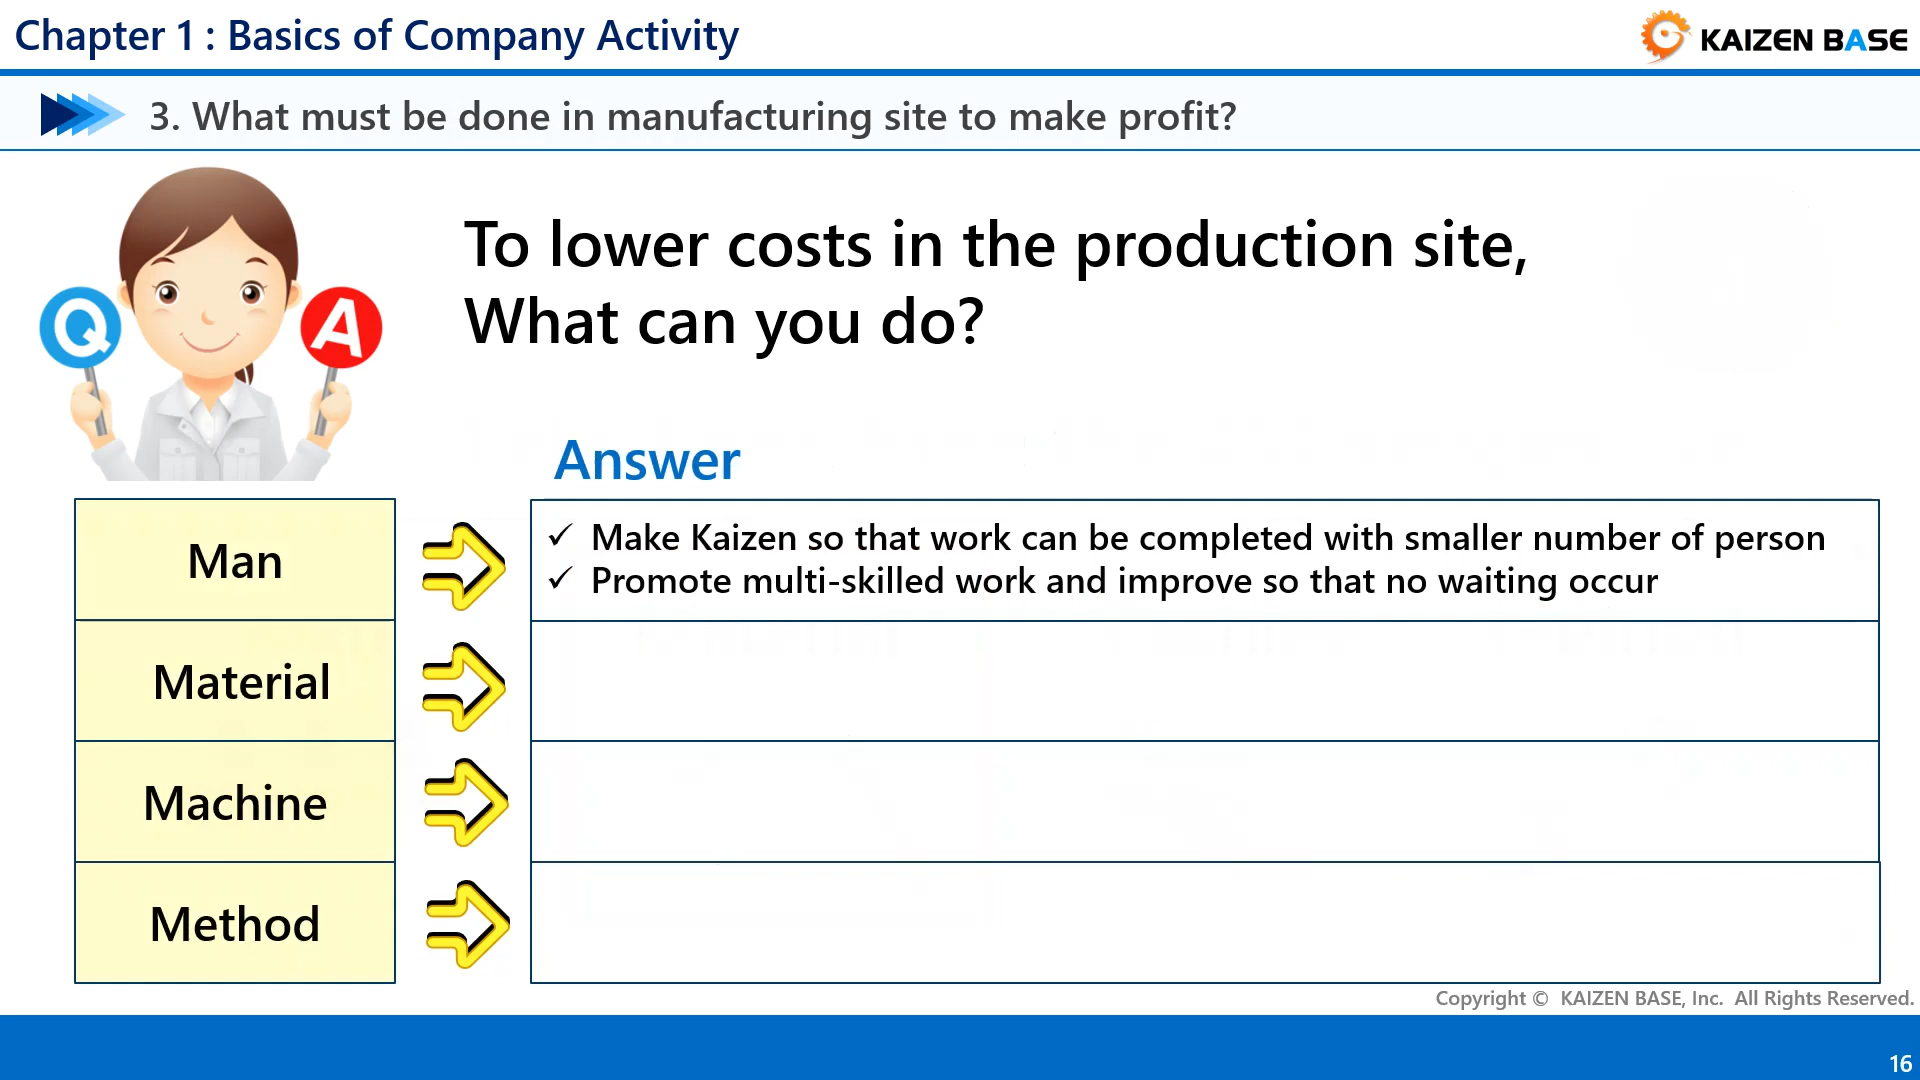 Chapter 1 : Basics of Company Activity
KAIZEN BASE
3. What must be done in manufacturing site to make profit?
Q
A
To lower costs in the production site,
What can you do?
Answer
Man
✓ Make Kaizen so that work can be completed with smaller number of person
✓ Promote multi-skilled work and improve so that no waiting occur
Material
Machine
Method
Copyright © KAIZEN BASE, Inc. All Rights Reserved.
16